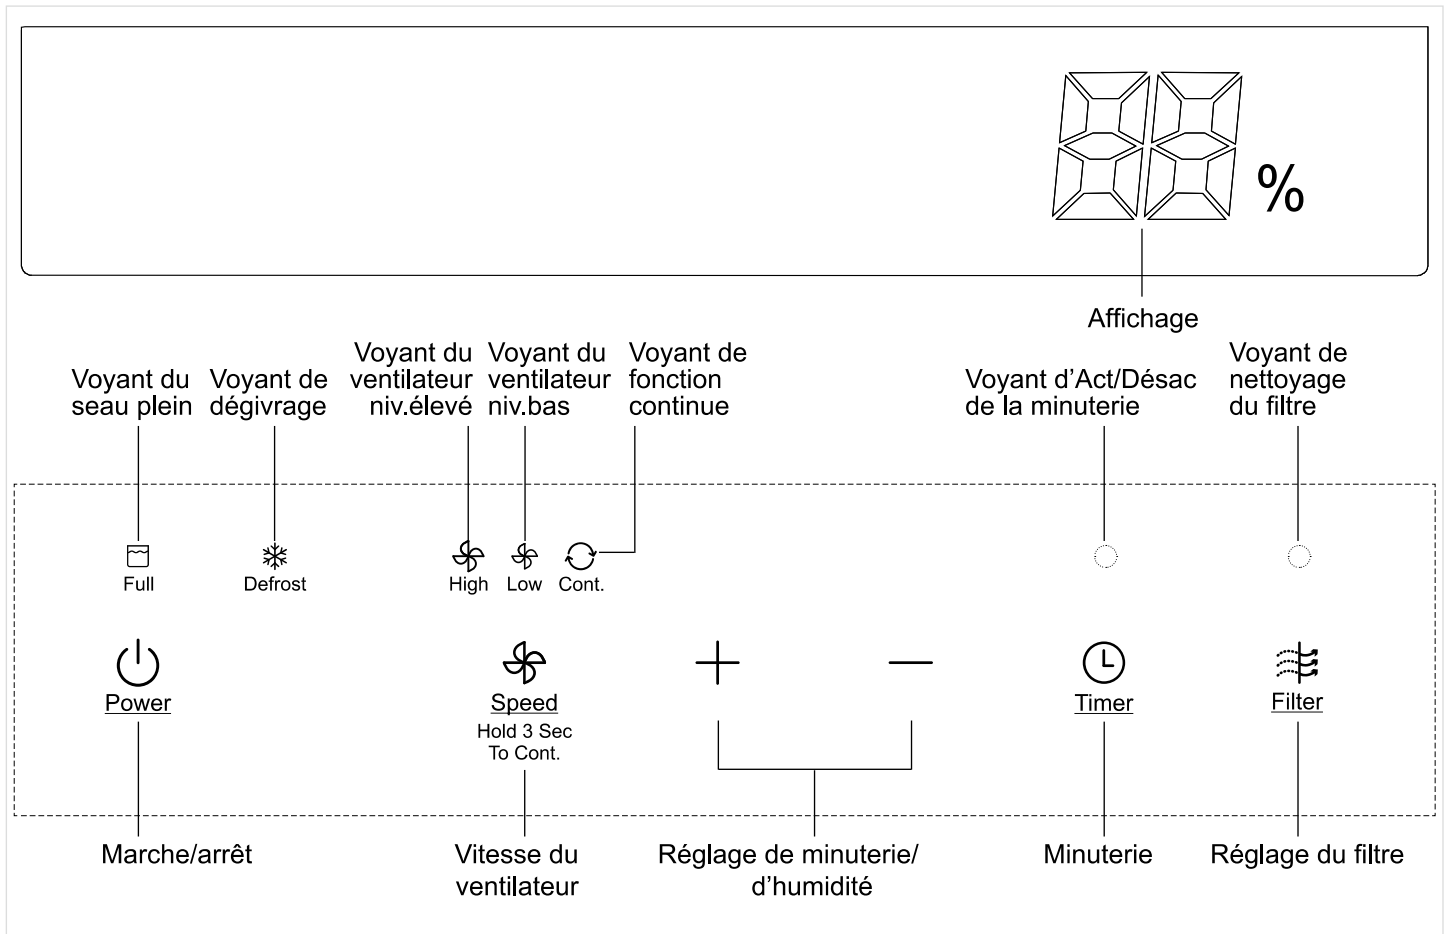 88%
Affichage
Voyant du
seau plein
Voyant de
dégivrage
Voyant du
ventilateur
niv.élevé
Voyant du
ventilateur
niv.bas
Voyant de
fonction
continue
Voyant d'Act/Désac
de la minuterie
Voyant de
nettoyage
du filtre
Full
Defrost
High
Low
Cont.
Power
Speed
Hold 3 Sec
To Cont.
+
—
Timer
Filter
Marche/arrêt
Vitesse du
ventilateur
Réglage de minuterie/
d'humidité
Minuterie
Réglage du filtre